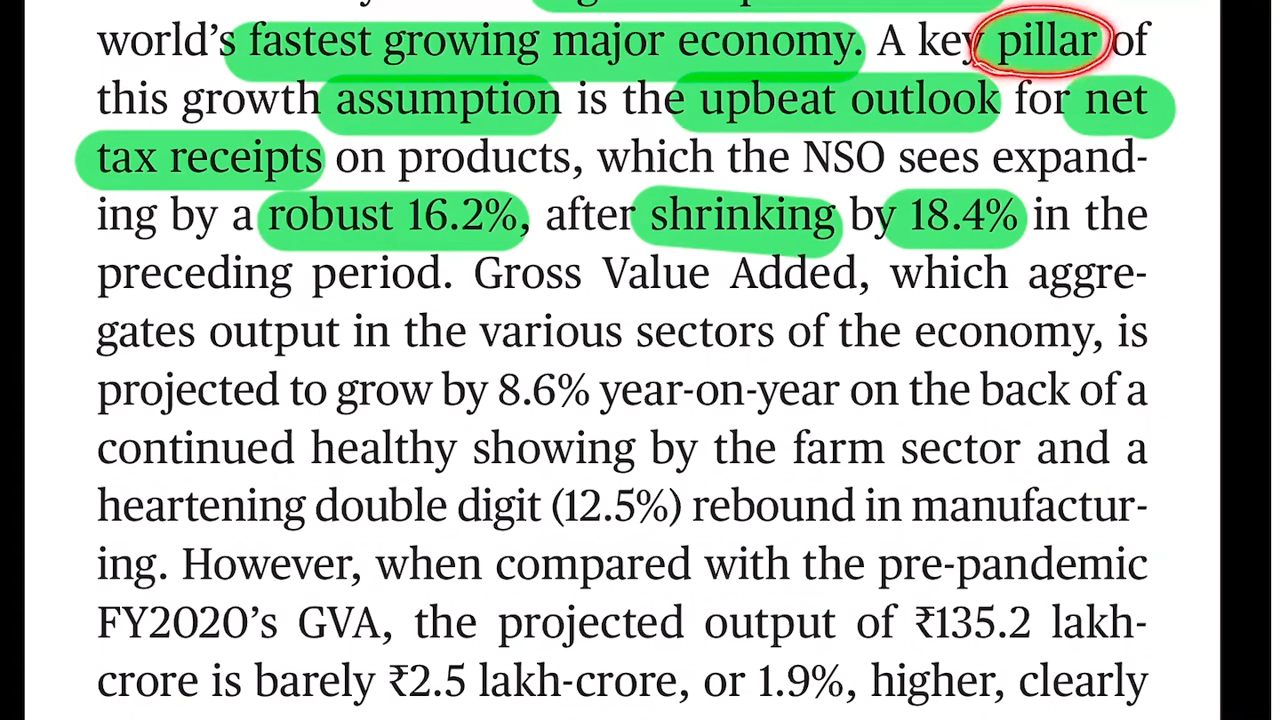 world’s fastest growing major economy. A key pillar of
this growth assumption is the upbeat outlook for net
tax receipts on products, which the NSO sees expand-
ing by a robust 16.2%, after shrinking by 18.4% in the
preceding period. Gross Value Added, which aggre-
gates output in the various sectors of the economy, is
projected to grow by 8.6% year-on-year on the back of a
continued healthy showing by the farm sector and a
heartening double digit (12.5%) rebound in manufactur-
ing. However, when compared with the pre-pandemic
FY2020’s GVA, the projected output of ₹135.2 lakh-
crore is barely ₹2.5 lakh-crore, or 1.9%, higher, clearly